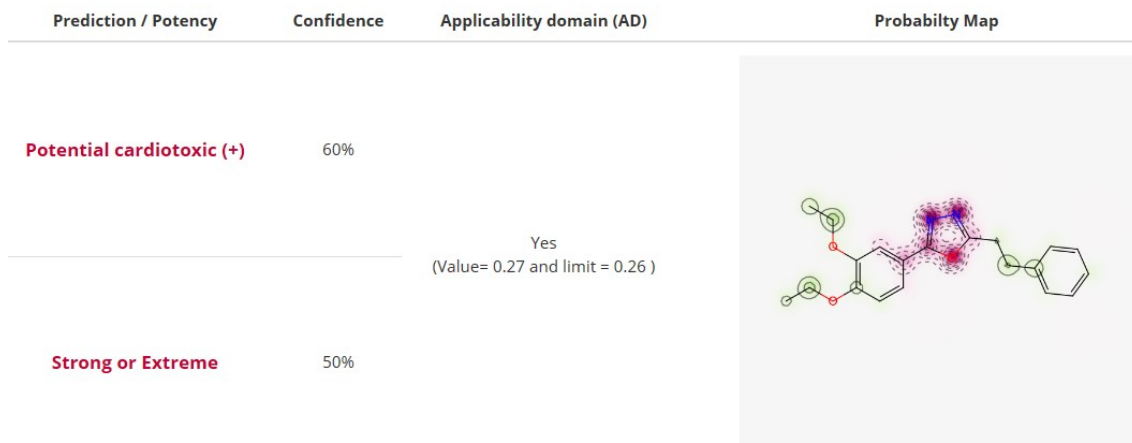 Prediction / Potency Confidence Applicability domain (AD) Probabilty Map
Potential cardiotoxic (+) 60%
Yes
(Value= 0.27 and limit = 0.26 )
Strong or Extreme 50%